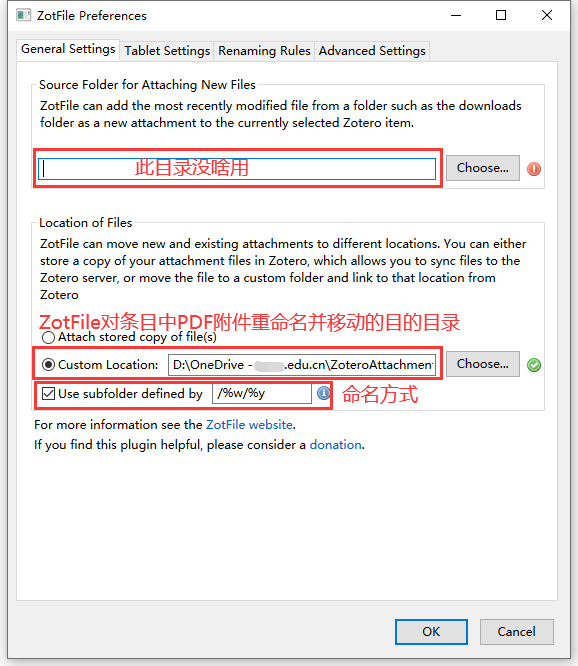 ZotFile Preferences
General Settings
Tablet Settings
Renaming Rules
Advanced Settings
Source Folder for Attaching New Files
ZotFile can add the most recently modified file from a folder such as the downloads
folder as a new attachment to the currently selected Zotero item.
此目录没啥用
Choose...
Location of Files
ZotFile can move new and existing attachments to different locations. You can either
store a copy of your attachment files in Zotero, which allows you to sync files to the
Zotero server, or move the file to a custom folder and link to that location from
Zotero
ZotFile对条目中PDF附件重命名并移动的目的目录
Attach stored copy of file(s)
Custom Location:
D:\OneDrive - .edu.cn\ZoteroAttachment
Choose...
Use subfolder defined by
/%w/%y
命名方式
For more information see the ZotFile website.
If you find this plugin helpful, please consider a donation.
OK
Cancel